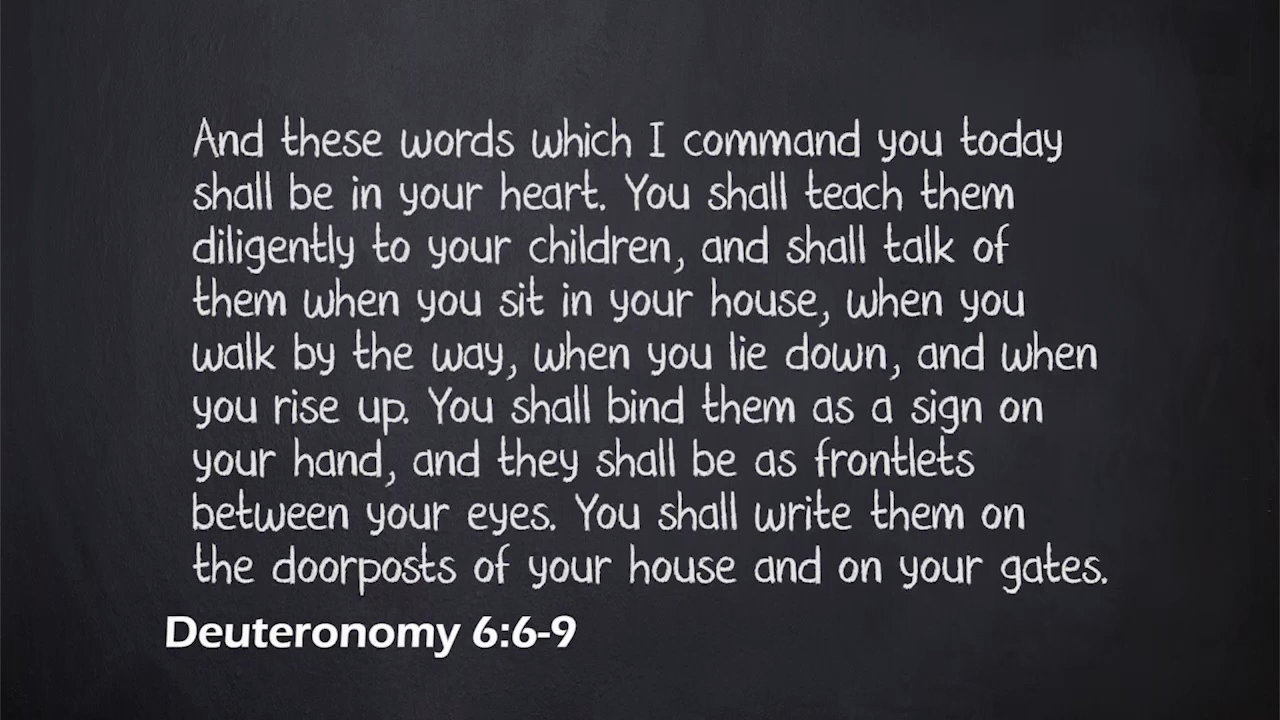 And these words which I command you today
shall be in your heart. You shall teach them
diligently to your children, and shall talk of
them when you sit in your house, when you
walk by the way, when you lie down, and when
you rise up. You shall bind them as a sign on
your hand, and they shall be as frontlets
between your eyes. You shall write them on
the doorposts of your house and on your gates.
Deuteronomy 6:6-9